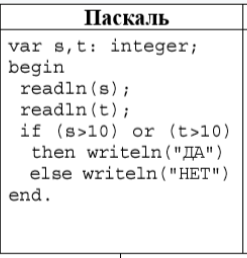 Паскаль
var s,t: integer;
begin
readln(s);
readln(t);
if (s>10) or (t>10)
then writeln("ДА")
else writeln("НЕТ")
end.